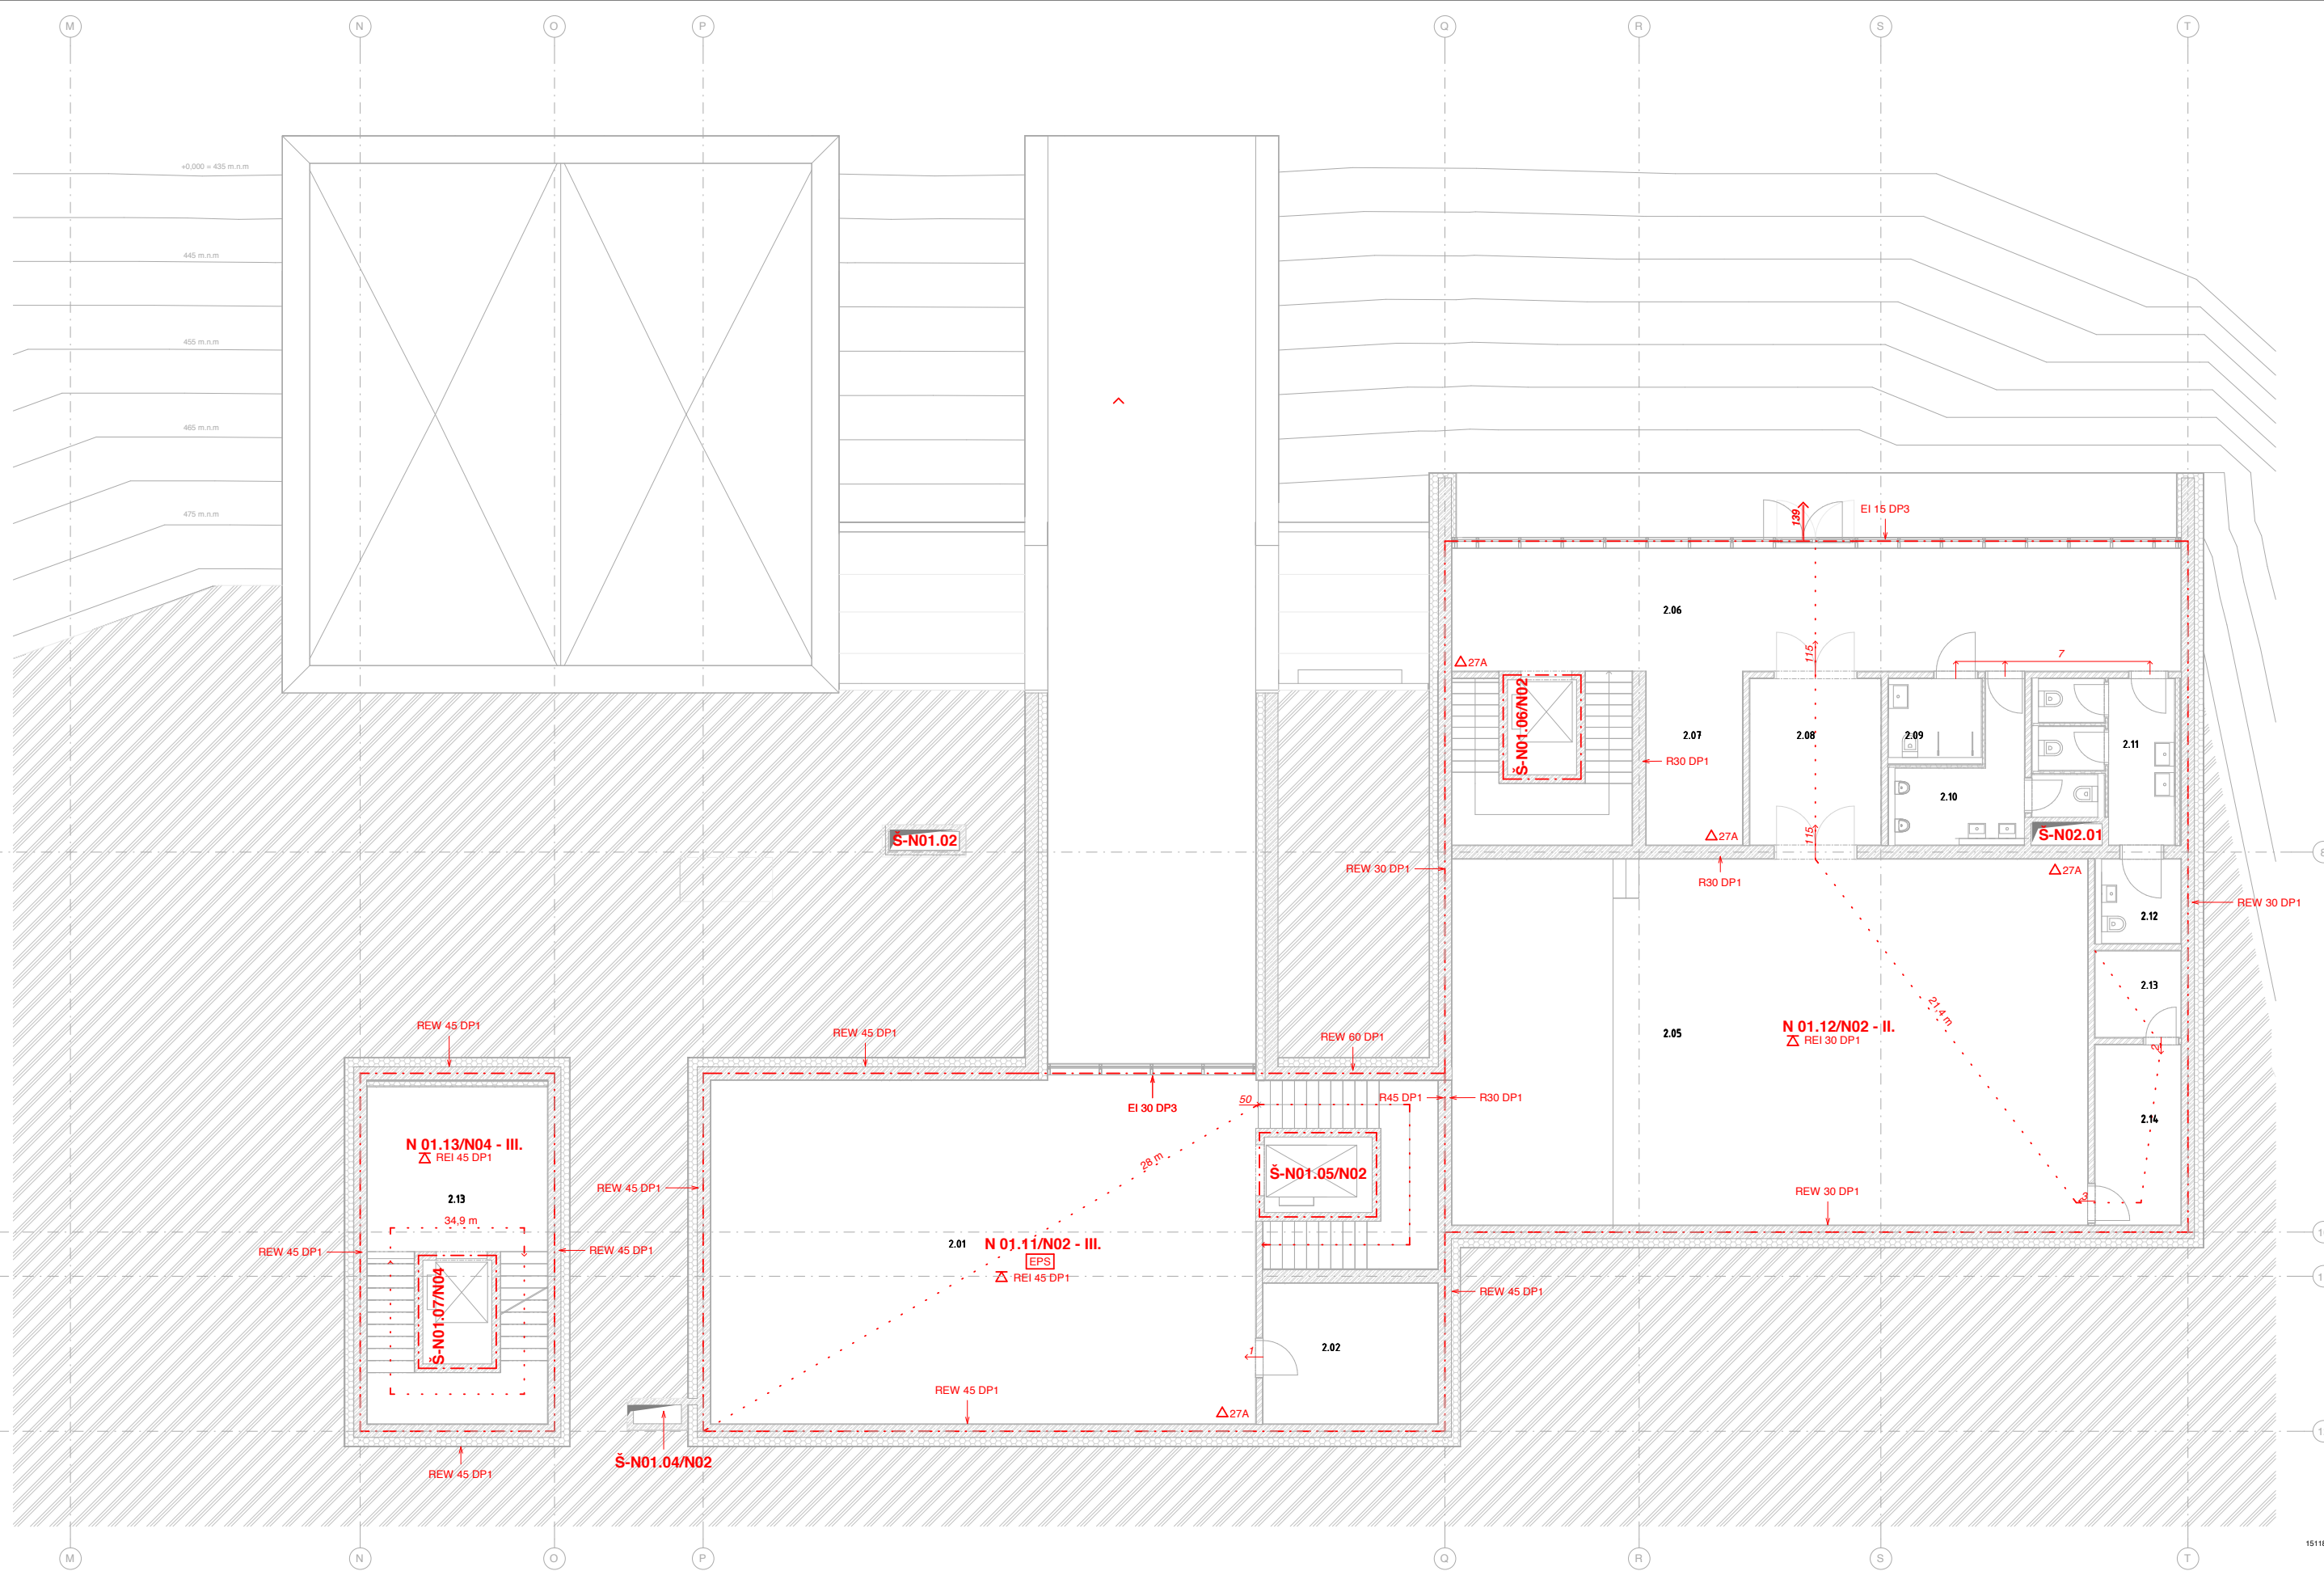 M
N
O
P
Q
R
S
T
+0,000 = 435 m.n.m
445 m.n.m
455 m.n.m
465 m.n.m
475 m.n.m
139
EI 15 DP3
2.06
115
7
27A
Š-N01.06/N02
2.07
2.08
2.09
2.11
R30 DP1
2.10
115
27A
Š-N02.01
Š-N01.02
8
REW 30 DP1
R30 DP1
27A
REW 30 DP1
2.12
2.13
21,4 m
N 01.12/N02 - II.
REI 30 DP1
2.05
2
REW 45 DP1
REW 45 DP1
REW 60 DP1
50
R45 DP1
R30 DP1
EI 30 DP3
2.14
N 01.13/N04 - III.
REI 45 DP1
28 m
Š-N01.05/N02
REW 45 DP1
REW 30 DP1
3
2.13
34,9 m
REW 45 DP1
REW 45 DP1
2.01
N 01.11/N02 - III.
EPS
REI 45 DP1
REW 45 DP1
Š-N01.07/N04
1
2.02
REW 45 DP1
27A
Š-N01.04/N02
REW 45 DP1
15118
M
N
O
P
Q
R
S
T